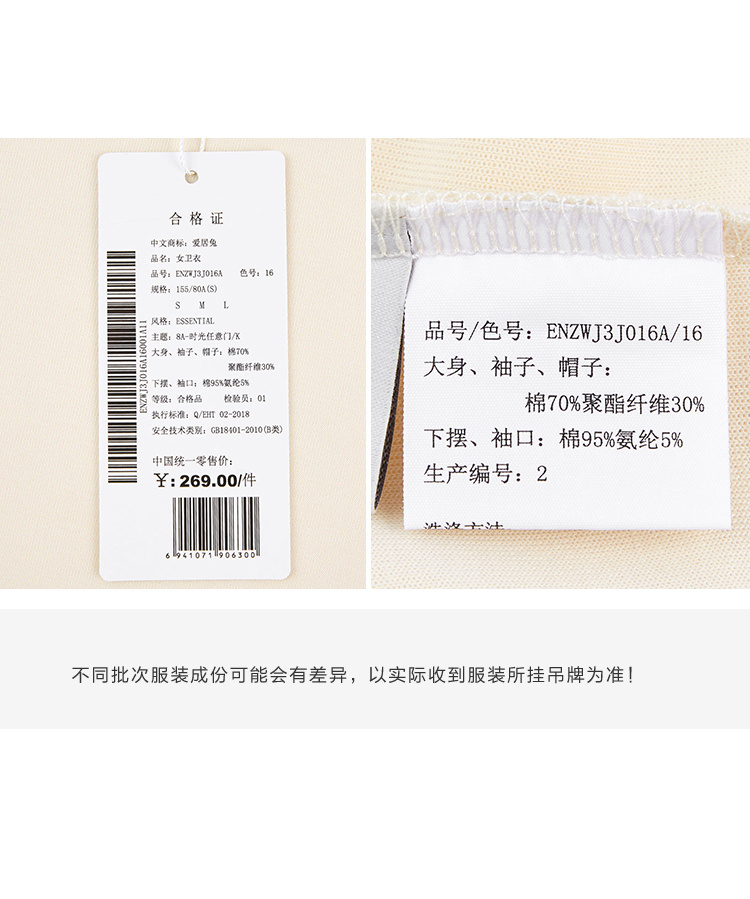 合格证
中文商标：爱居兔
品名：女卫衣
品号：ENZWJ3J016A 色号：16
规格：155/80A(S)
S M L
风格：ESSENTIAL
主题：8A-时光任意门/K
大身、袖子、帽子：棉70%
聚酯纤维30%
下摆、袖口：棉95%氨纶5%
等级：合格品 检验员：01
执行标准：Q/EHT 02-2018
安全技术类别：GB18401-2010(B类)
中国统一零售价：
¥：269.00/件
6 941071 906300
ENZWJ3J016A16001A11
品号/色号：ENZWJ3J016A/16
大身、袖子、帽子：
棉70%聚酯纤维30%
下摆、袖口：棉95%氨纶5%
生产编号：2
洗涤方法
不同批次服装成份可能会有差异，以实际收到服装所挂吊牌为准！